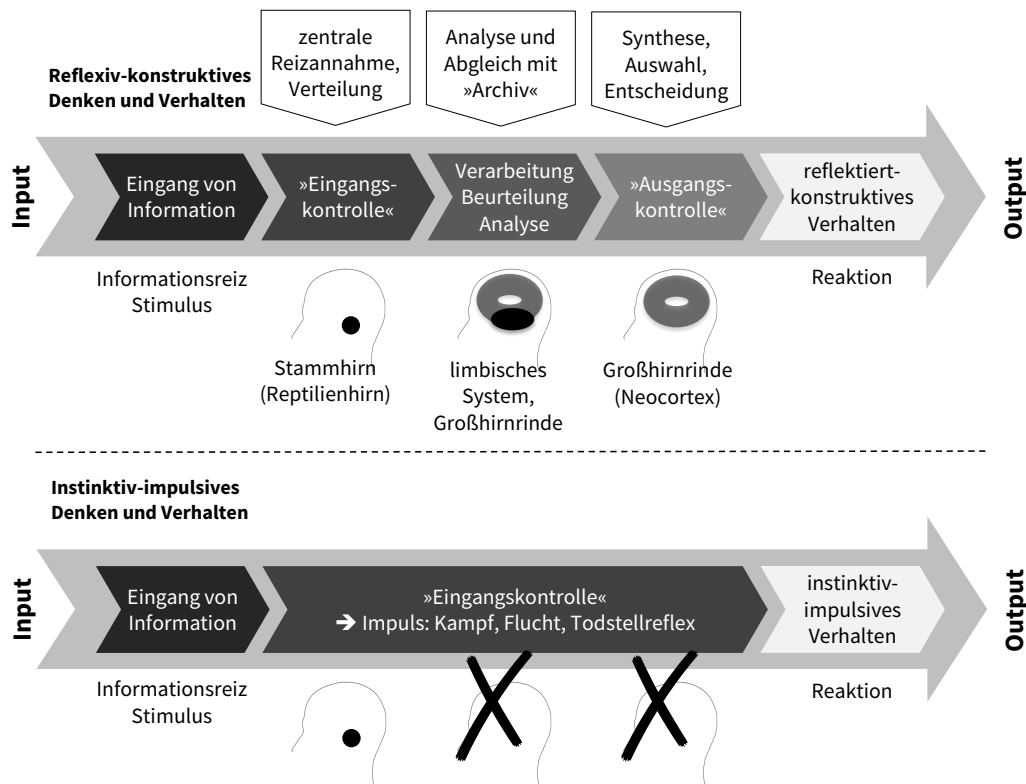 zentrale
Reizannahme,
Verteilung
Analyse und
Abgleich mit
»Archiv«
Synthese,
Auswahl,
Entscheidung
Reflexiv-konstruktives
Denken und Verhalten
Input
Eingang von
Information
»Eingangs-
kontrolle«
Verarbeitung
Beurteilung
Analyse
»Ausgangs-
kontrolle«
reflektiert-
konstruktives
Verhalten
Output
Informationsreiz
Stimulus
Reaktion
Stammhirn
(Reptilienhirn)
limbisches
System,
Großhirnrinde
Großhirnrinde
(Neocortex)
Instinktiv-impulsives
Denken und Verhalten
Input
Eingang von
Information
»Eingangskontrolle«
➔ Impuls: Kampf, Flucht, Todstellreflex
instinktiv-
impulsives
Verhalten
Output
Informationsreiz
Stimulus
Reaktion